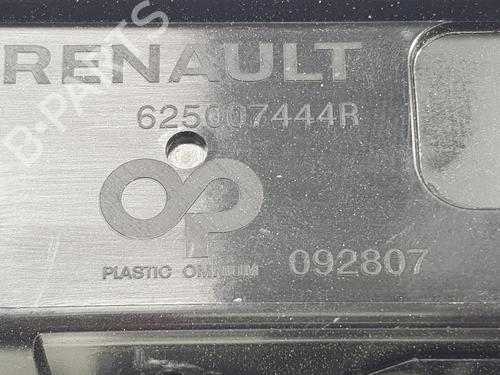 RENAULT
625007444R
PLASTIC OMNIUM
092807
B-PARTS